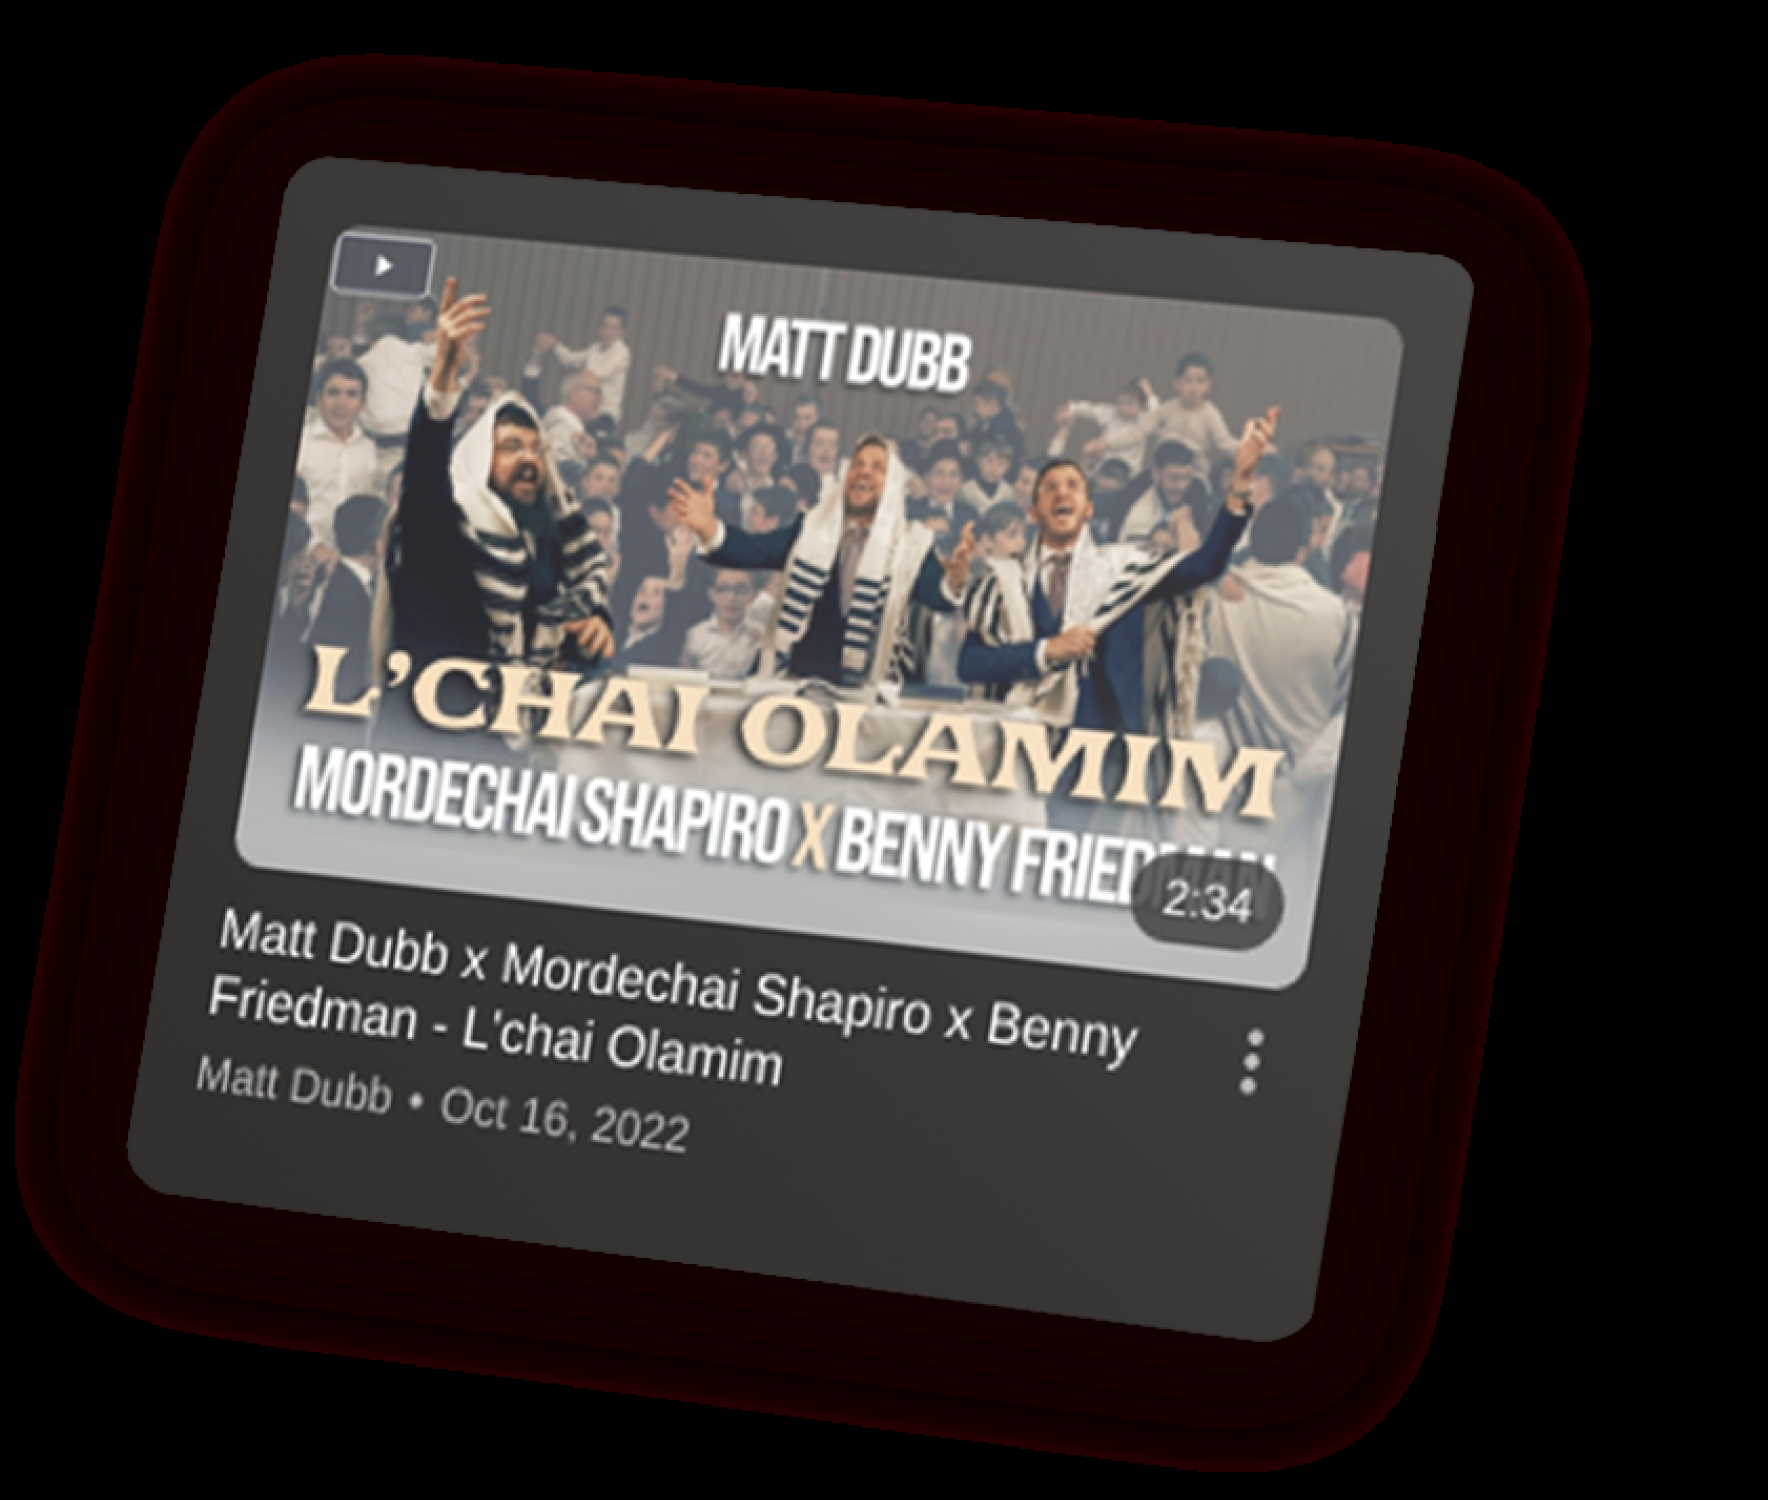 MATT DUBB
L'CHAI OLAMIM
MORDECHAI SHAPIRO X BENNY FRIEDMAN
2:34
Matt Dubb x Mordechai Shapiro x Benny
Friedman - L'chai Olamim
Matt Dubb • Oct 16, 2022